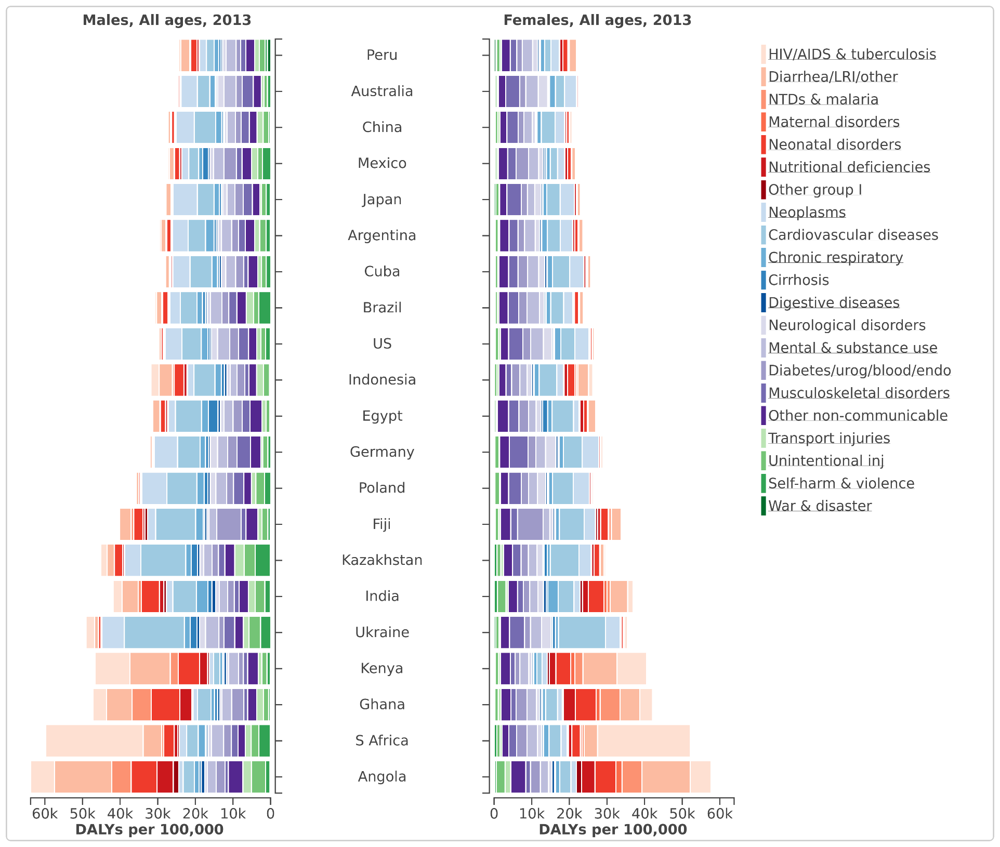 Males, All ages, 2013
Females, All ages, 2013
Peru
Australia
China
Mexico
Japan
Argentina
Cuba
Brazil
US
Indonesia
Egypt
Germany
Poland
Fiji
Kazakhstan
India
Ukraine
Kenya
Ghana
S Africa
Angola
HIV/AIDS & tuberculosis
Diarrhea/LRI/other
NTDs & malaria
Maternal disorders
Neonatal disorders
Nutritional deficiencies
Other group I
Neoplasms
Cardiovascular diseases
Chronic respiratory
Cirrhosis
Digestive diseases
Neurological disorders
Mental & substance use
Diabetes/urog/blood/endo
Musculoskeletal disorders
Other non-communicable
Transport injuries
Unintentional inj
Self-harm & violence
War & disaster
60k 50k 40k 30k 20k 10k 0
DALYs per 100,000
0 10k 20k 30k 40k 50k 60k
DALYs per 100,000